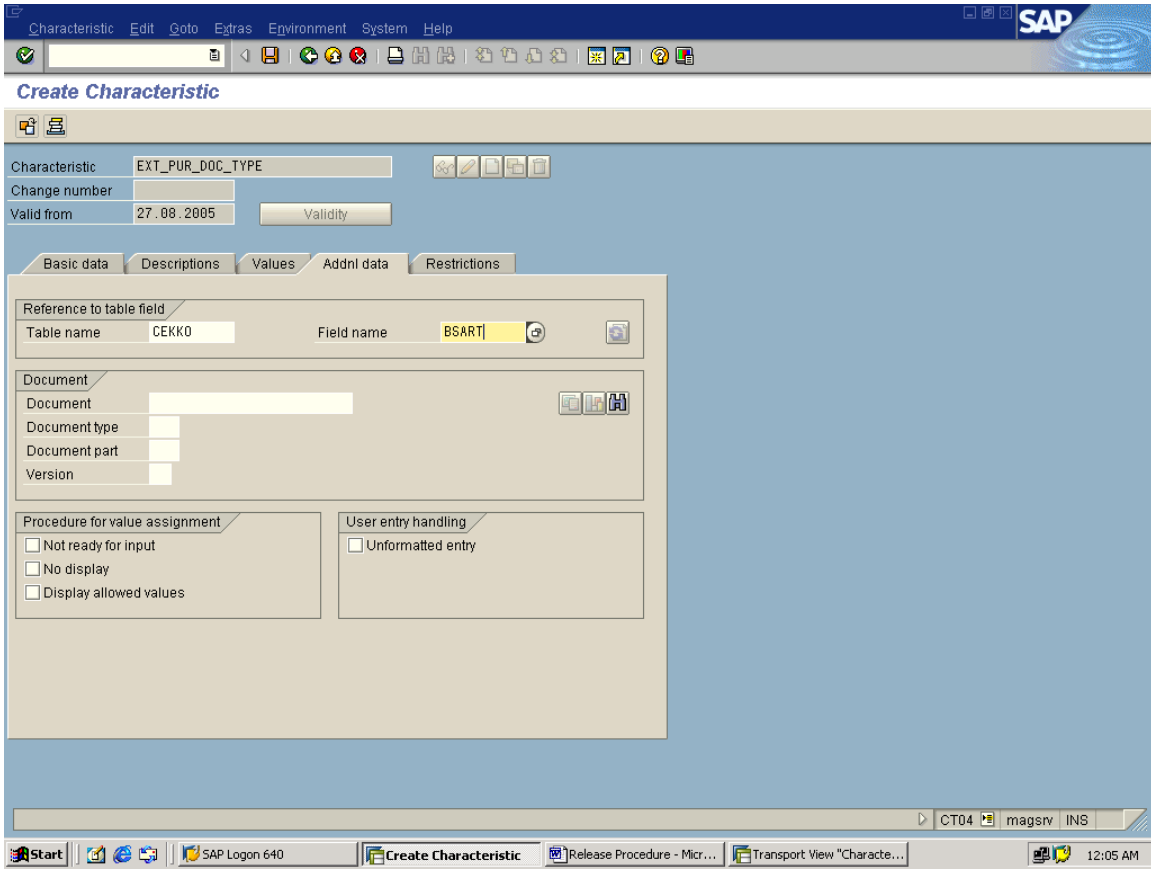 Characteristic Edit Goto Extras Environment System Help
SAP
Create Characteristic
Characteristic EXT_PUR_DOC_TYPE
Change number
Valid from 27.08.2005 Validity
Basic data Descriptions Values Addnl data Restrictions
Reference to table field
Table name CEKKO Field name BSART
Document
Document
Document type
Document part
Version
Procedure for value assignment User entry handling
Not ready for input Unformatted entry
No display
Display allowed values
CT04 magsrv INS
Start SAP Logon 640 Create Characteristic Release Procedure - Micr... Transport View "Characte... 12:05 AM